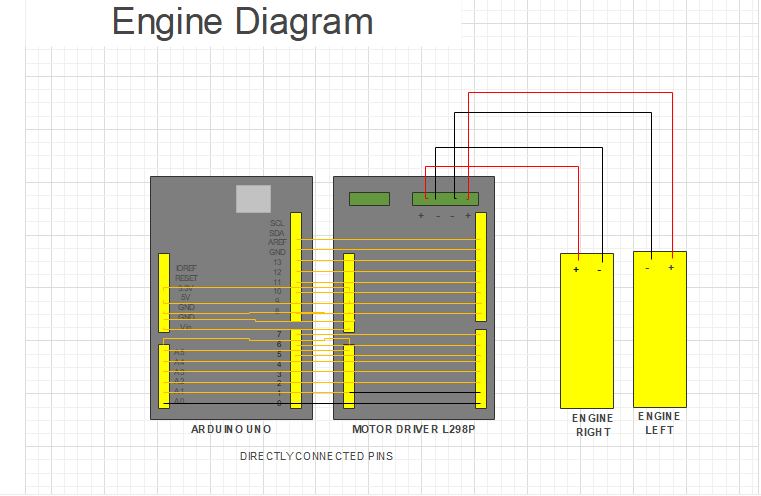 Engine Diagram
+ - - +
SCL
SDA
AREF
GND
13
12
11
10
9
8
7
6
5
4
3
2
1
0
IOREF
RESET
3.3V
5V
GND
GND
Vin
A5
A4
A3
A2
A1
A0
+ -
- +
ARDUINO UNO
MOTOR DRIVER L298P
ENGINE
RIGHT
ENGINE
LEFT
DIRECTLY CONNECTED PINS